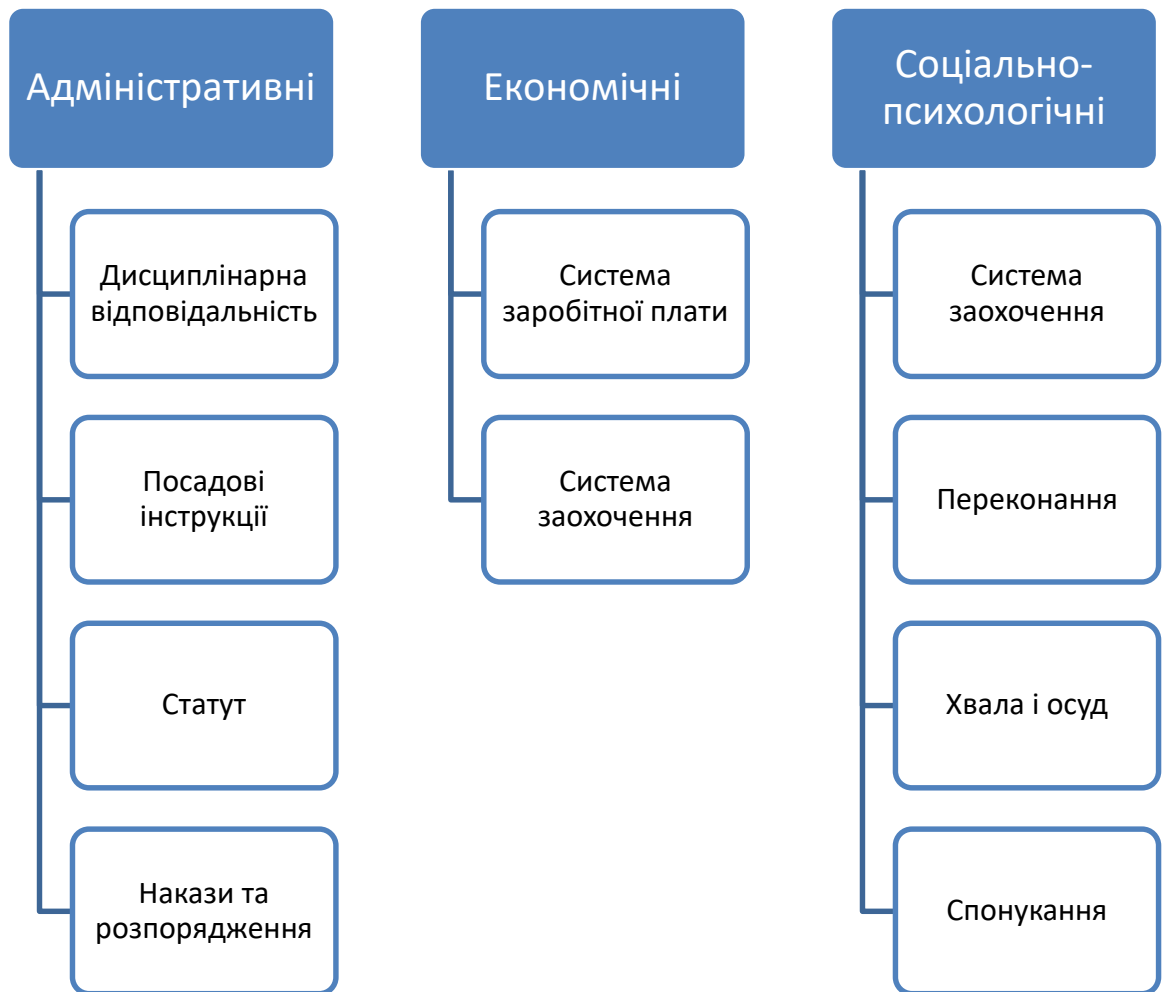 Адміністративні
Дисциплінарна
відповідальність
Посадові
інструкції
Статут
Накази та
розпорядження
Економічні
Система
заробітної плати
Система
заохочення
Соціально-
психологічні
Система
заохочення
Переконання
Хвала і осуд
Спонукання